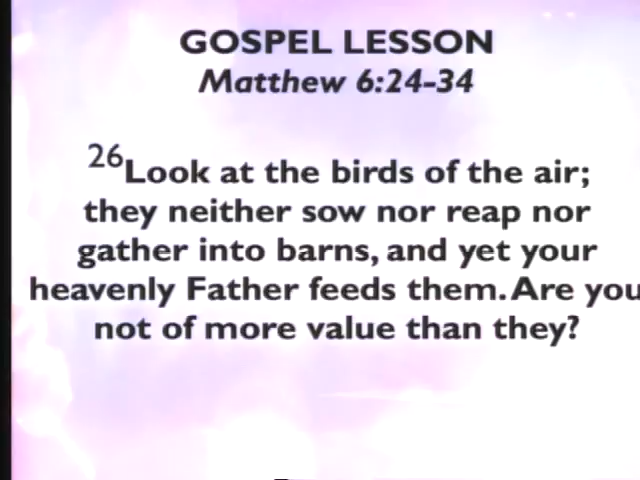 GOSPEL LESSON
Matthew 6:24-34
26Look at the birds of the air;
they neither sow nor reap nor
gather into barns, and yet your
heavenly Father feeds them. Are you
not of more value than they?